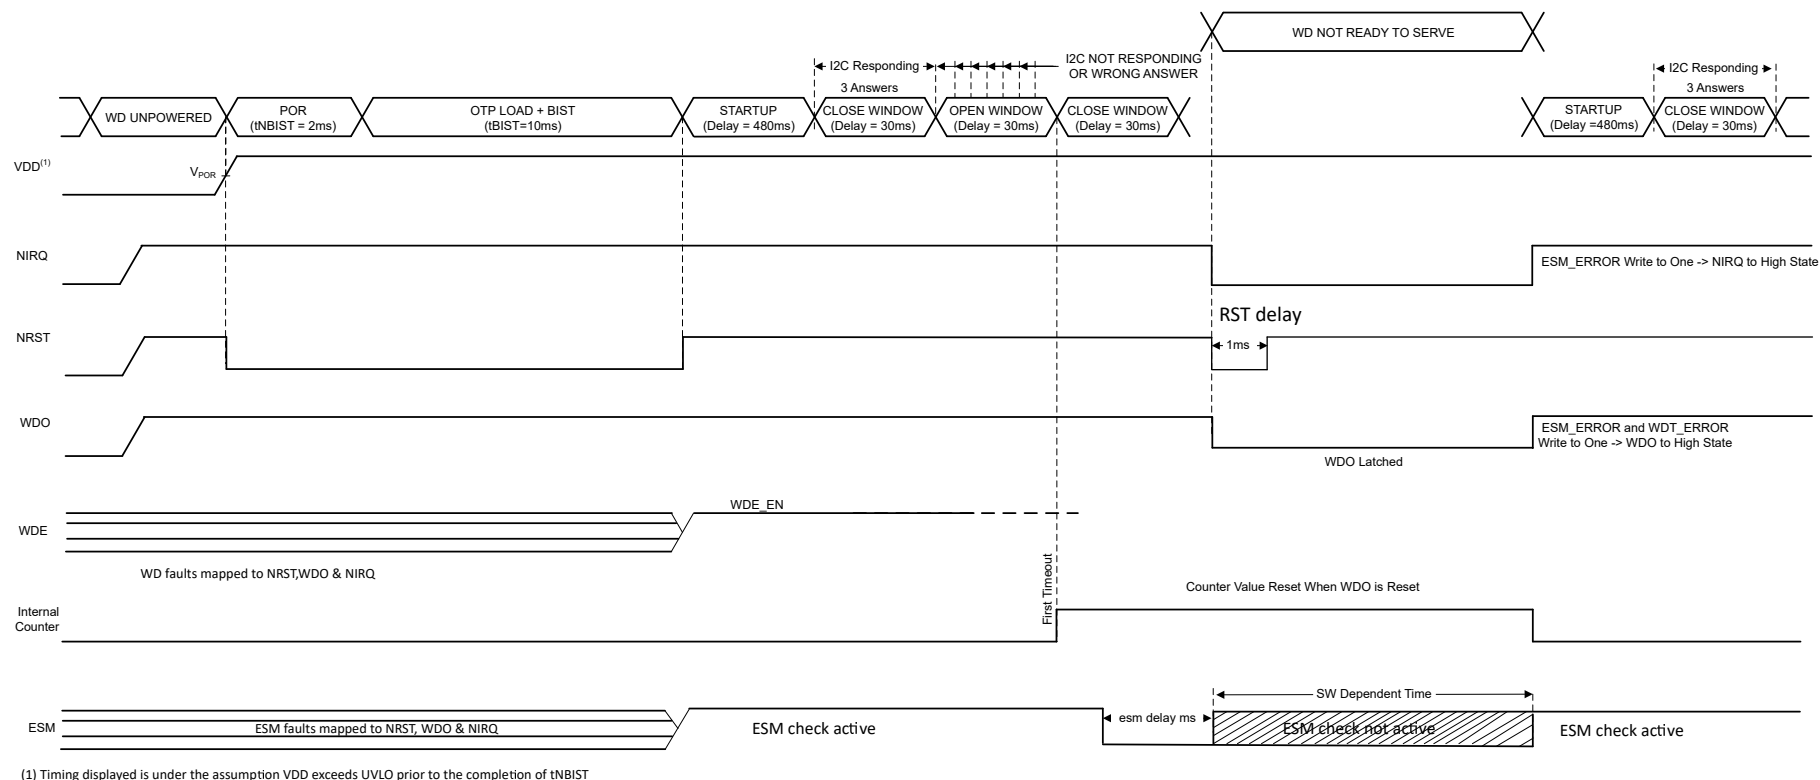 WD NOT READY TO SERVE
I2C Responding
I2C NOT RESPONDING
OR WRONG ANSWER
I2C Responding
3 Answers
3 Answers
WD UNPOWERED
POR
(tNBIST = 2ms)
OTP LOAD + BIST
(tBIST=10ms)
STARTUP
(Delay = 480ms)
CLOSE WINDOW
(Delay = 30ms)
OPEN WINDOW
(Delay = 30ms)
CLOSE WINDOW
(Delay = 30ms)
STARTUP
(Delay =480ms)
CLOSE WINDOW
(Delay = 30ms)
VDD(1)
VPOR
NIRQ
ESM_ERROR Write to One -> NIRQ to High State
RST delay
NRST
1ms
WDO
ESM_ERROR and WDT_ERROR
Write to One -> WDO to High State
WDO Latched
WDE_EN
WDE
WD faults mapped to NRST,WDO & NIRQ
First Timeout
Counter Value Reset When WDO is Reset
Internal
Counter
SW Dependent Time
esm delay ms
ESM
ESM faults mapped to NRST, WDO & NIRQ
ESM check active
ESM check not active
ESM check active
(1) Timing displayed is under the assumption VDD exceeds UVLO prior to the completion of tNBIST